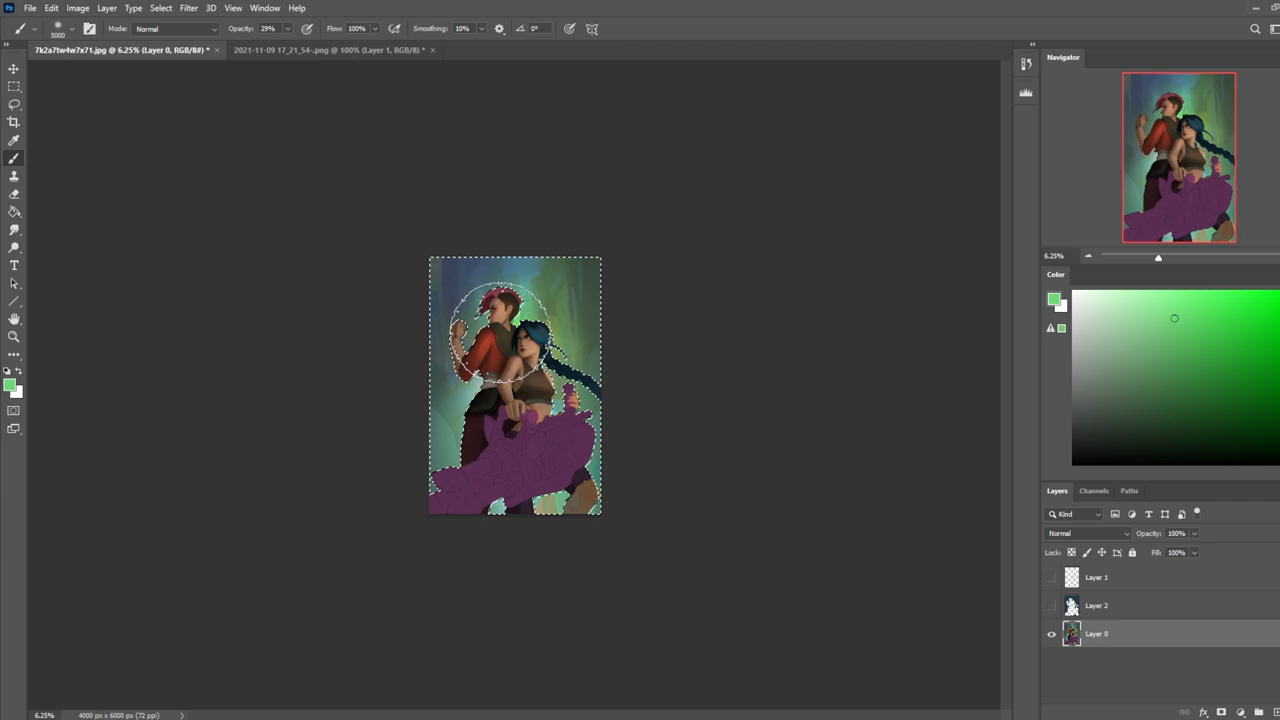 File Edit Image Layer Type Select Filter 3D View Window Help
5000 Mode: Normal Opacity: 29% Flow: 100% Smoothing: 10% 0°
7k2a7tw4w7x71.jpg @ 6.25% (Layer 0, RGB/8#) * × 2021-11-09 17_21_54-.png @ 100% (Layer 1, RGB/8) * ×
Navigator
6.25%
Color
Layers Channels Paths
Kind
Normal Opacity: 100%
Lock: Fill: 100%
Layer 1
Layer 2
Layer 0
6.25% 4000 px x 6000 px (72 ppi)